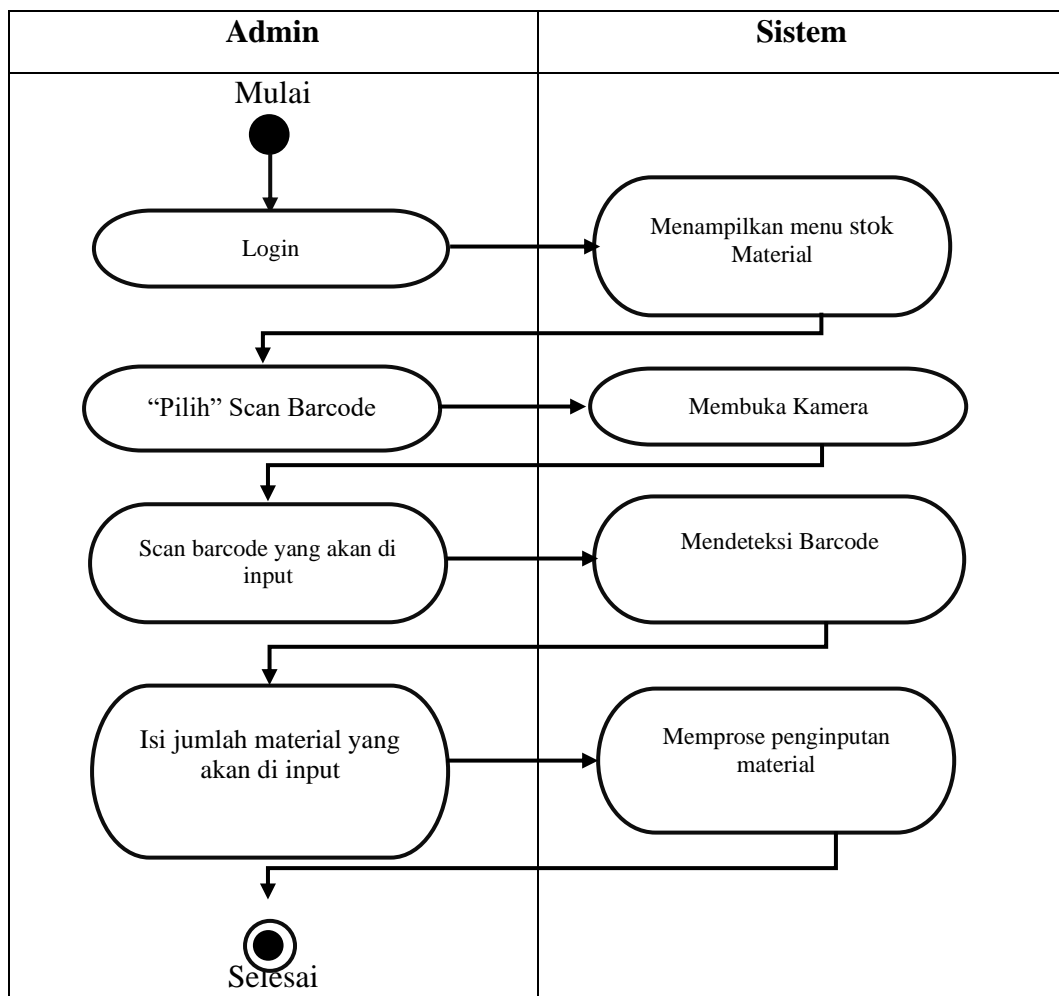 Admin
Sistem
Mulai
Login
Menampilkan menu stok
Material
“Pilih” Scan Barcode
Membuka Kamera
Scan barcode yang akan di
input
Mendeteksi Barcode
Isi jumlah material yang
akan di input
Memprose penginputan
material
Selesai